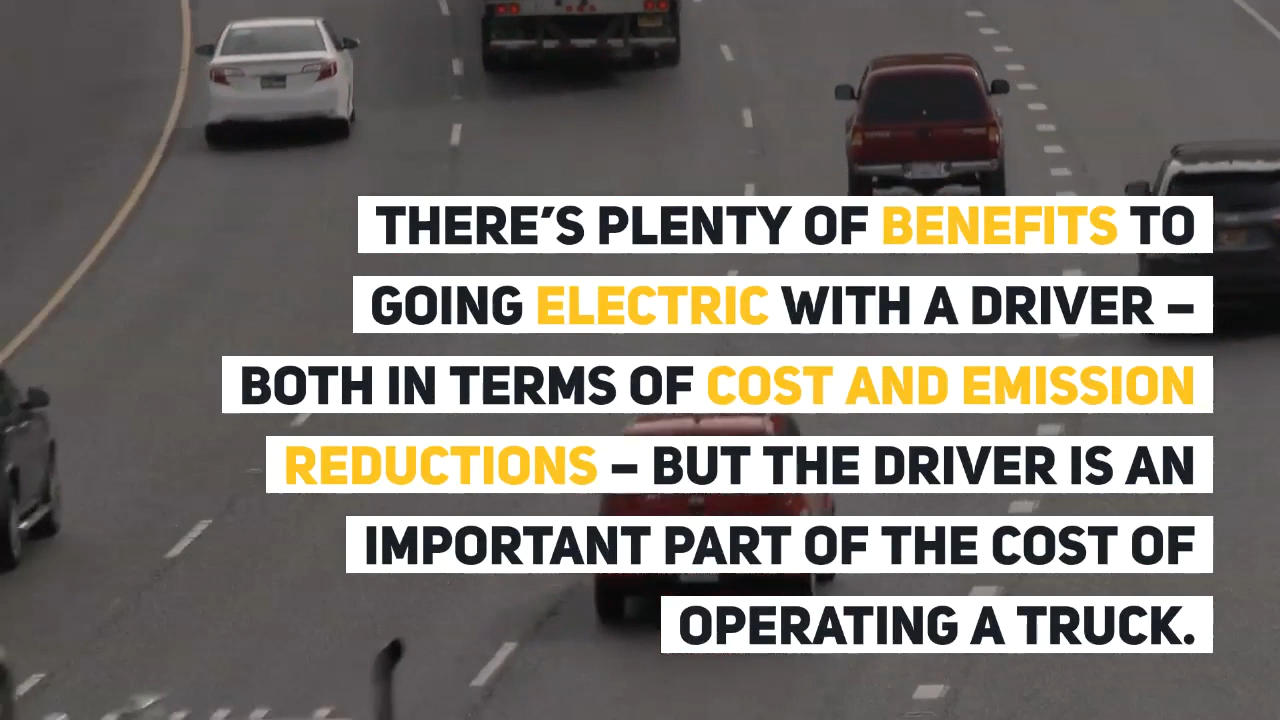 THERE’S PLENTY OF BENEFITS TO
GOING ELECTRIC WITH A DRIVER –
BOTH IN TERMS OF COST AND EMISSION
REDUCTIONS – BUT THE DRIVER IS AN
IMPORTANT PART OF THE COST OF
OPERATING A TRUCK.